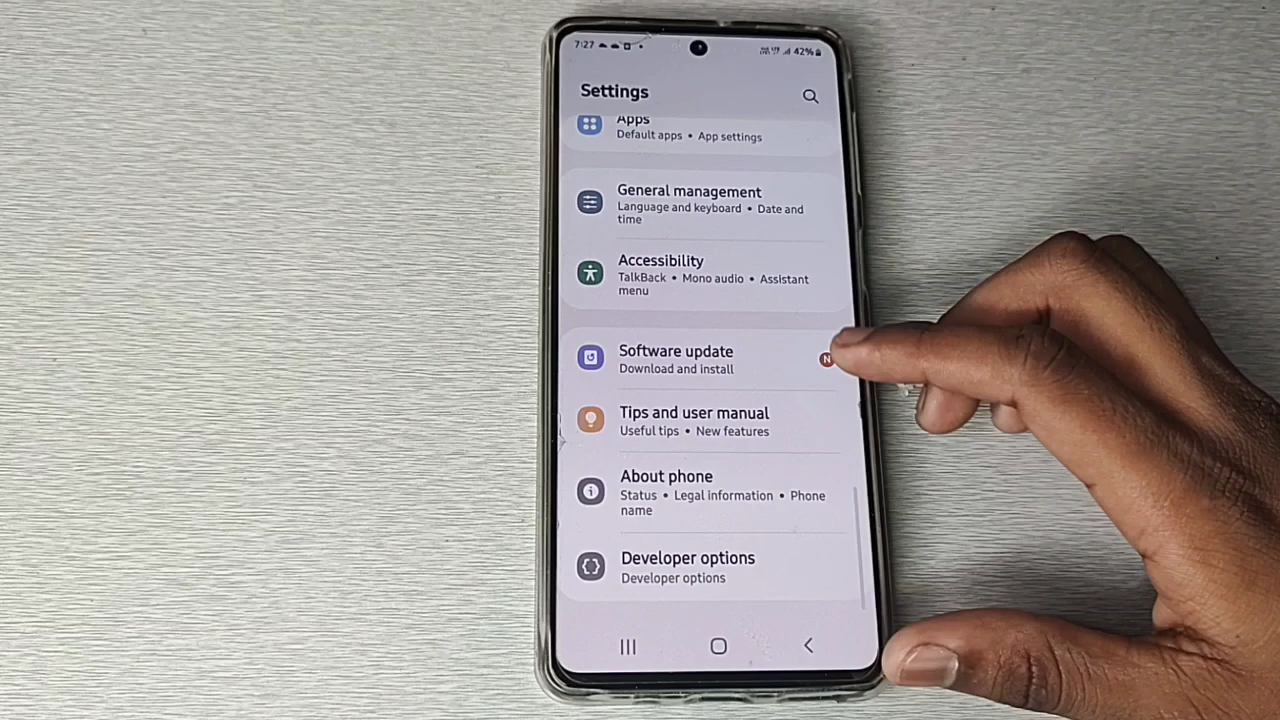 7:27
42%
Settings
Apps
Default apps • App settings
General management
Language and keyboard • Date and
time
Accessibility
TalkBack • Mono audio • Assistant
menu
Software update
Download and install
N
Tips and user manual
Useful tips • New features
About phone
Status • Legal information • Phone
name
Developer options
Developer options